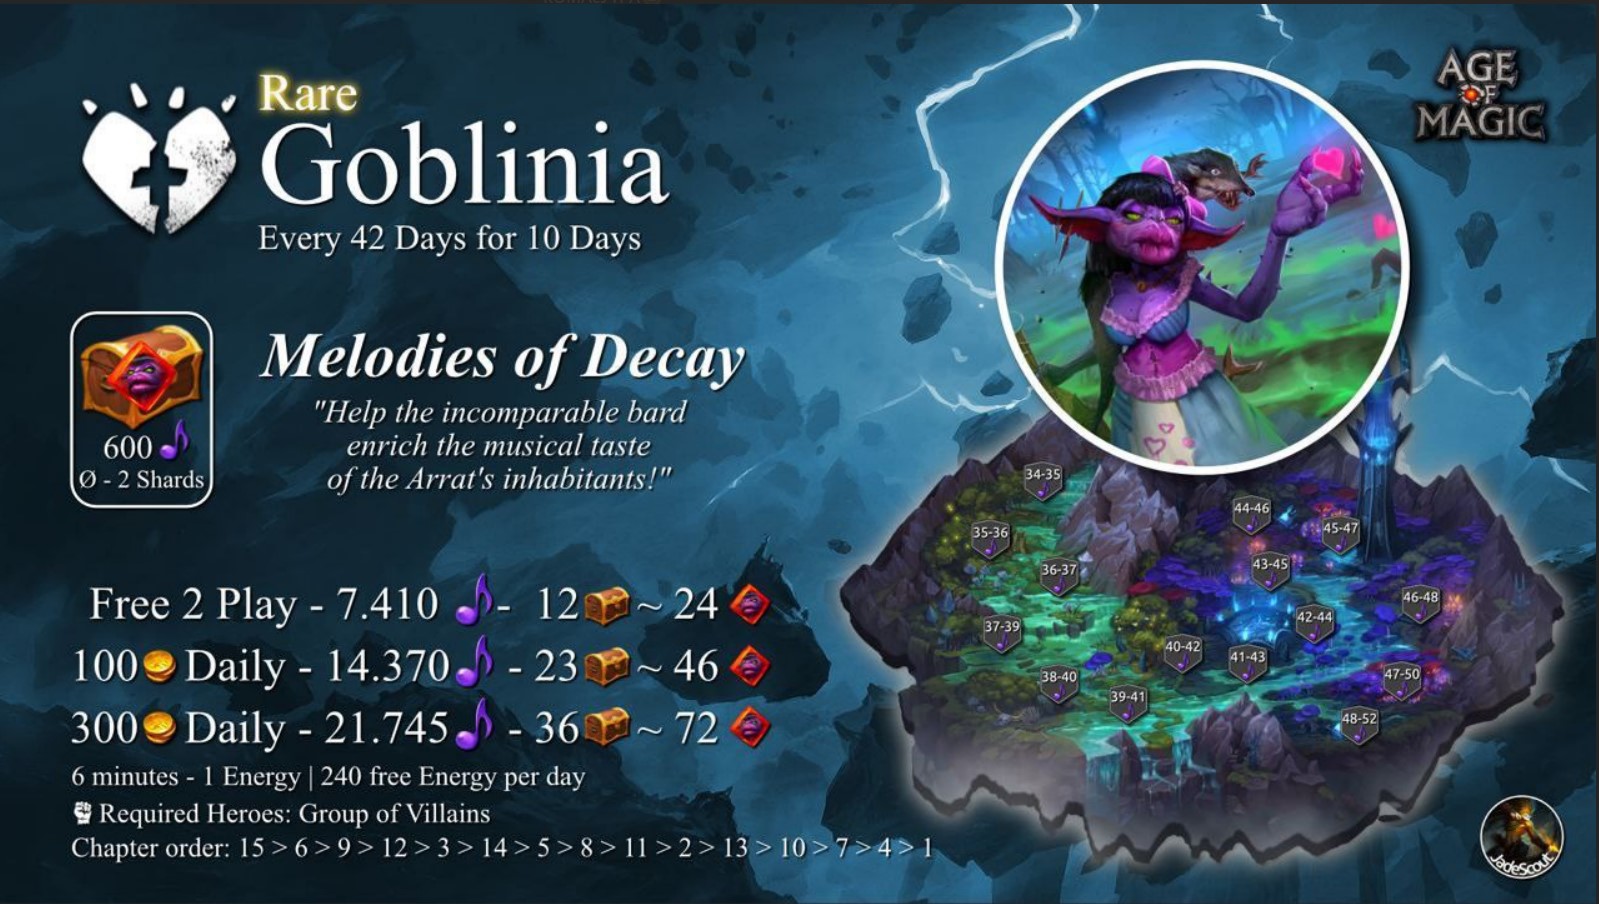 Rare
Goblinia
Every 42 Days for 10 Days
AGE
OF
MAGIC
600
Ø - 2 Shards
Melodies of Decay
"Help the incomparable bard
enrich the musical taste
of the Arrat's inhabitants!"
Free 2 Play - 7.410 - 12 ~ 24
100 Daily - 14.370 - 23 ~ 46
300 Daily - 21.745 - 36 ~ 72
6 minutes - 1 Energy | 240 free Energy per day
Required Heroes: Group of Villains
Chapter order: 15 > 6 > 9 > 12 > 3 > 14 > 5 > 8 > 11 > 2 > 13 > 10 > 7 > 4 > 1
34-35
35-36
36-37
37-39
38-40
39-41
40-42
41-43
42-44
43-45
44-46
45-47
46-48
47-50
48-52
JadeScout